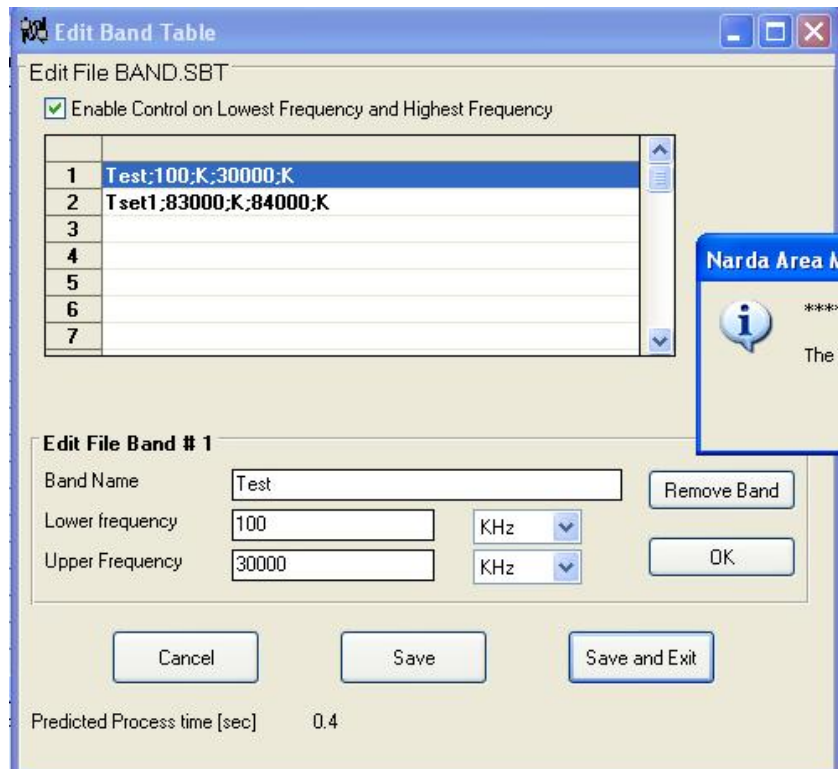 Edit Band Table
Edit File BAND.SBT
Enable Control on Lowest Frequency and Highest Frequency
1 Test;100;K;30000;K
2 Tset1;83000;K;84000;K
3
4
5
6
7
Narda Area
****
The
Edit File Band # 1
Band Name Test Remove Band
Lower frequency 100 KHz
Upper Frequency 30000 KHz OK
Cancel Save Save and Exit
Predicted Process time [sec] 0.4